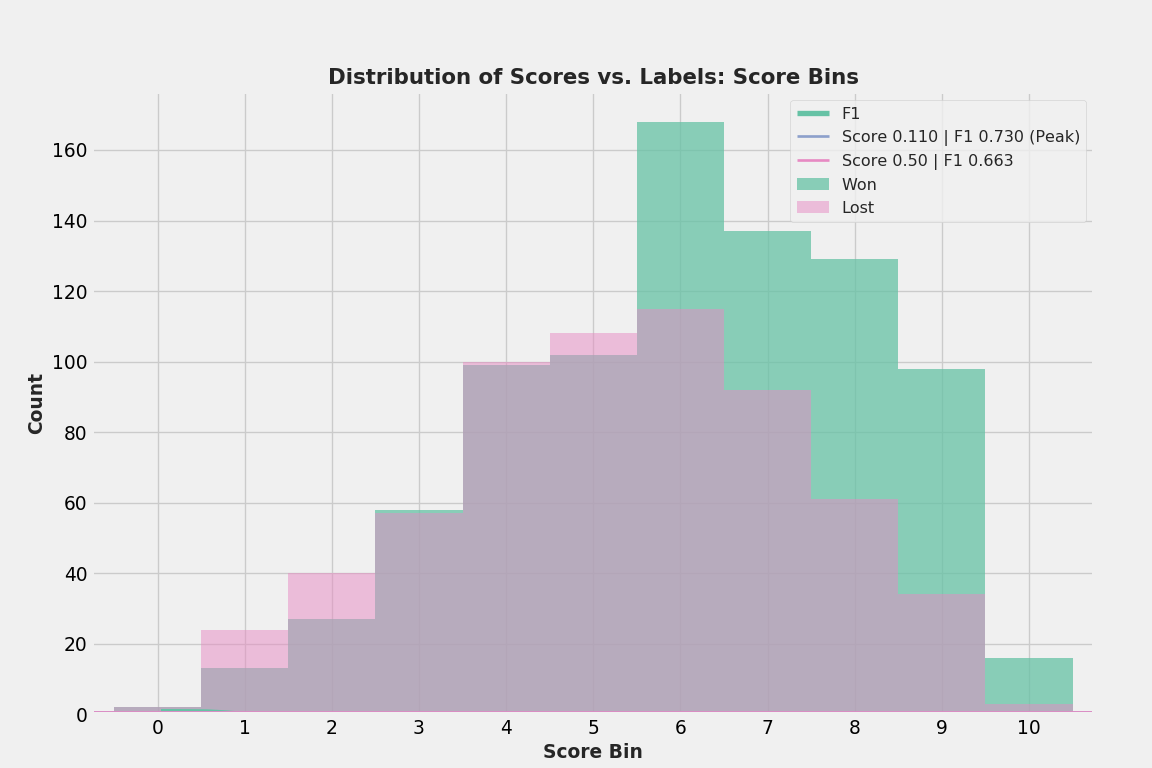 Distribution of Scores vs. Labels: Score Bins
F1
Score 0.110 | F1 0.730 (Peak)
Score 0.50 | F1 0.663
Won
Lost
160
140
120
100
80
60
40
20
0
Count
0 1 2 3 4 5 6 7 8 9 10
Score Bin